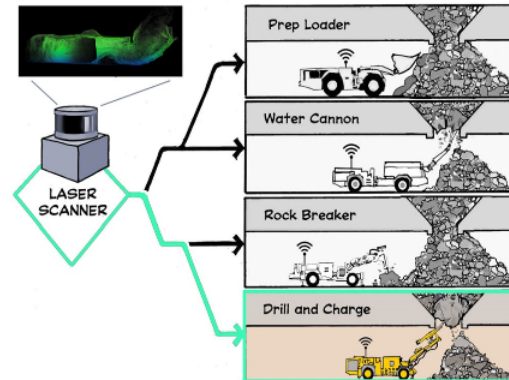 Prep Loader
Water Cannon
LASER
SCANNER
Rock Breaker
Drill and Charge